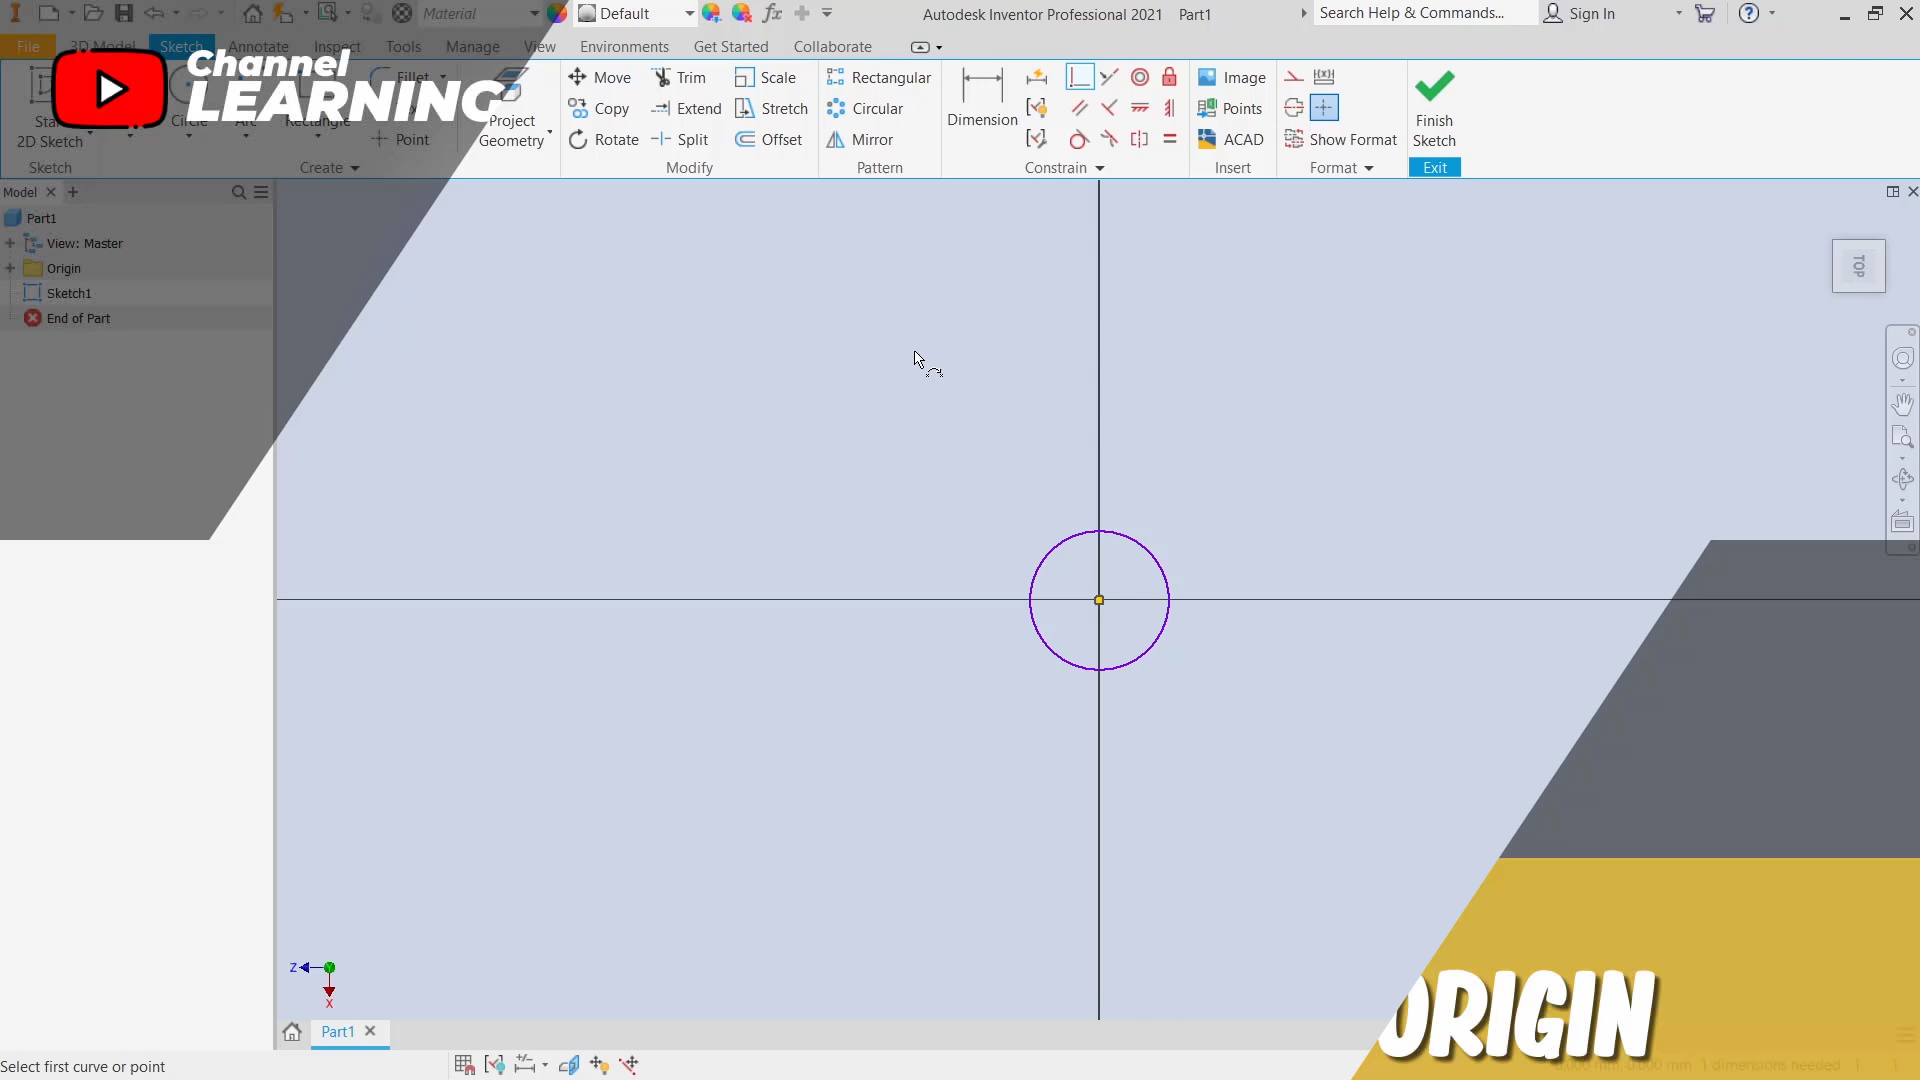 Material
Default
Autodesk Inventor Professional 2021 Part1
Search Help & Commands...
Sign In
File
3D Model
Sketch
Annotate
Inspect
Tools
Manage
View
Environments
Get Started
Collaborate
Channel
LEARNING
2D Sketch
Circle
Arc
Rectangle
Fillet
Point
Project
Geometry
Move
Copy
Rotate
Trim
Extend
Split
Scale
Stretch
Offset
Rectangular
Circular
Mirror
Dimension
Image
Points
ACAD
Show Format
Finish
Sketch
Sketch
Create
Modify
Pattern
Constrain
Insert
Format
Exit
Model
Part1
View: Master
Origin
Sketch1
End of Part
TOP
Z
X
Part1
ORIGIN
Select first curve or point
1 dimensions needed